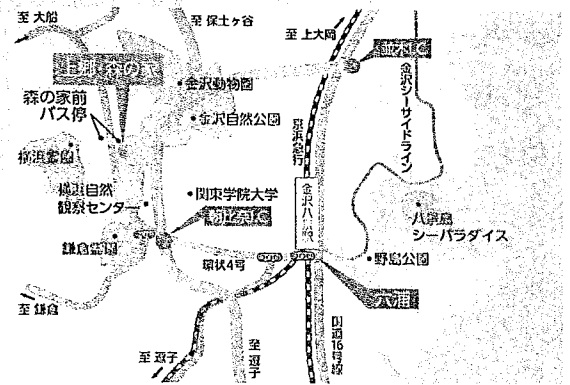 至 大船
至 保土ヶ谷
至 上大岡
並木IC
上郷・森の家
金沢動物園
森の家前
バス停
金沢自然公園
京浜急行
金沢シーサイドライン
横浜霊園
横浜自然
観察センター
関東学院大学
金沢八景駅
朝比奈IC
八景島
シーパラダイス
鎌倉霊園
環状4号
野島公園
六浦
至 鎌倉
至 逗子
至 逗子
国道16号線